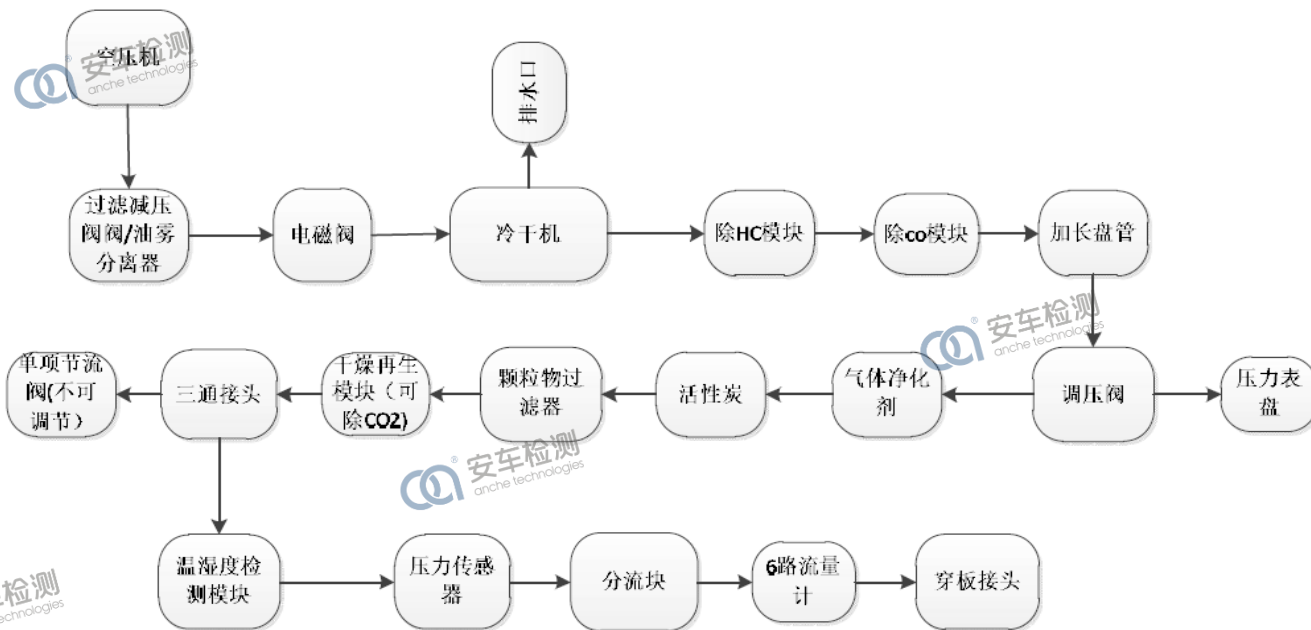 空压机
安车检测
anche technologies
排水口
过滤减压
阀阀/油雾
分离器
电磁阀
冷干机
除HC模块
除co模块
加长盘管
安车检测
anche technologies
单项节流
阀(不可
调节）
三通接头
干燥再生
模块（可
除CO2)
颗粒物过
滤器
活性炭
气体净化
剂
调压阀
压力表
盘
安车检测
anche technologies
温湿度检
测模块
压力传感
器
分流块
6路流量
计
穿板接头
车检测
technologies